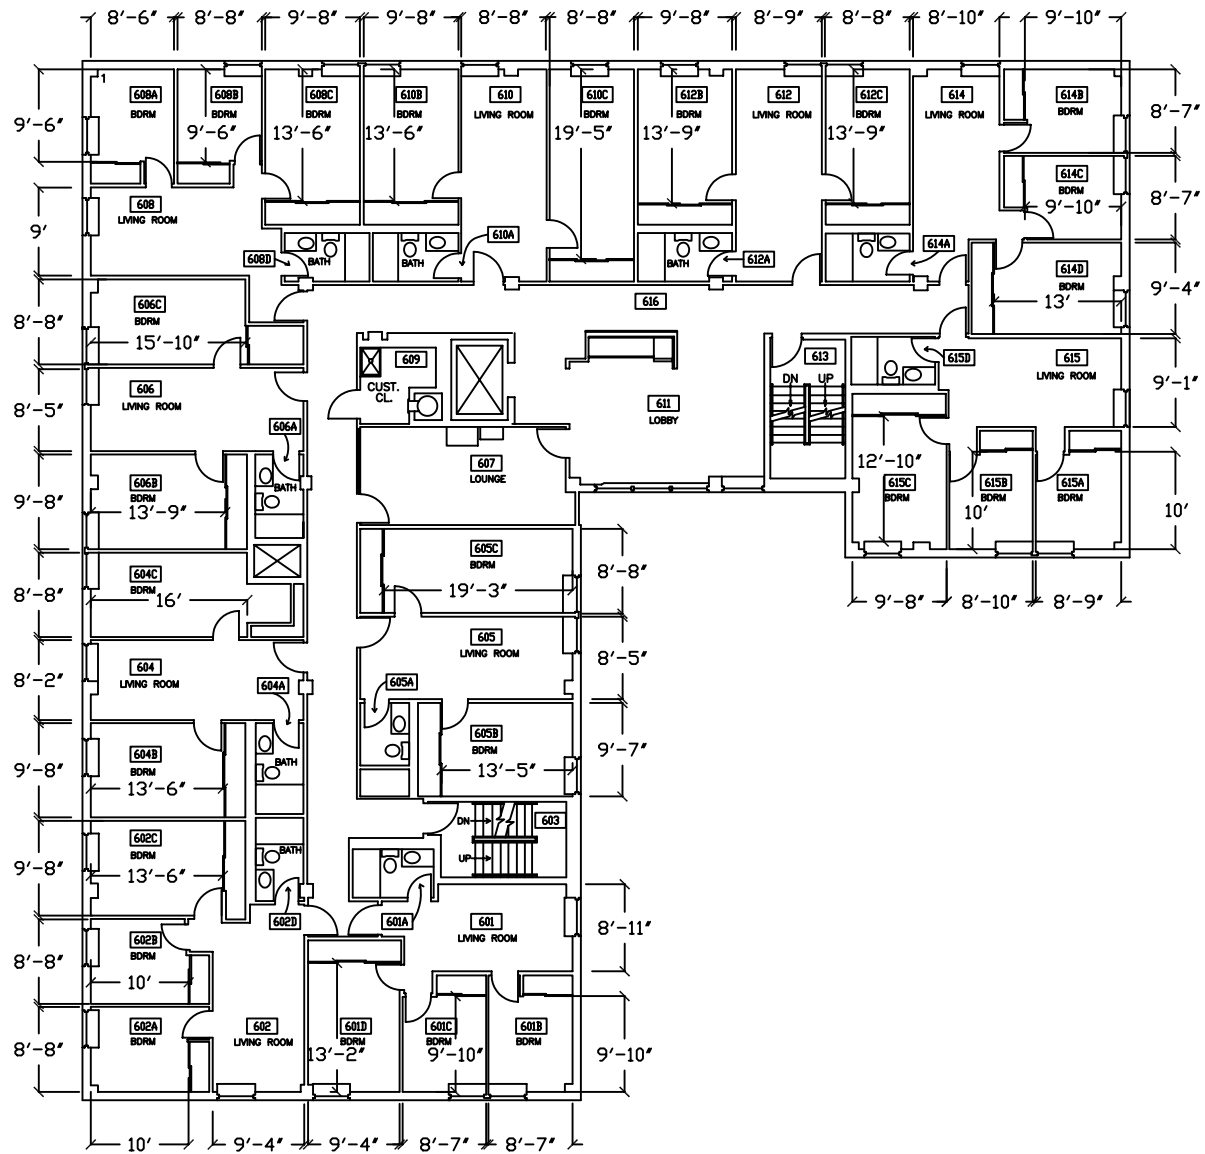 8'-6" 8'-8" 9'-8" 9'-8" 8'-8" 8'-8" 9'-8" 8'-9" 8'-8" 8'-10" 9'-10"
1
608A
BDRM
608B
BDRM
608C
BDRM
610B
BDRM
610
LIVING ROOM
610C
BDRM
612B
BDRM
612
LIVING ROOM
612C
BDRM
614
LIVING ROOM
614B
BDRM
9'-6"
9'-6"
13'-6"
13'-6"
19'-5"
13'-9"
13'-9"
8'-7"
614C
BDRM
9'-10"
8'-7"
608
LIVING ROOM
9'
608D
BATH
BATH
610A
BATH
612A
614A
614D
BDRM
13'
9'-4"
606C
BDRM
15'-10"
8'-8"
616
609
CUST.
CL.
611
LOBBY
613
DN UP
615D
615
LIVING ROOM
9'-1"
606
LIVING ROOM
8'-5"
606A
BATH
607
LOUNGE
12'-10"
615C
BDRM
615B
BDRM
10'
615A
BDRM
10'
606B
BDRM
13'-9"
9'-8"
604C
BDRM
16'
8'-8"
605C
BDRM
19'-3"
8'-8"
9'-8" 8'-10" 8'-9"
604
LIVING ROOM
8'-2"
604A
605
LIVING ROOM
8'-5"
605A
604B
BDRM
13'-6"
9'-8"
BATH
605B
BDRM
13'-5"
9'-7"
602C
BDRM
13'-6"
9'-8"
BATH
DN
UP
603
602B
BDRM
10'
8'-8"
602D
601A
601
LIVING ROOM
8'-11"
602A
BDRM
8'-8"
602
LIVING ROOM
601D
BDRM
13'-2"
601C
BDRM
9'-10"
601B
BDRM
9'-10"
10' 9'-4" 9'-4" 8'-7" 8'-7"